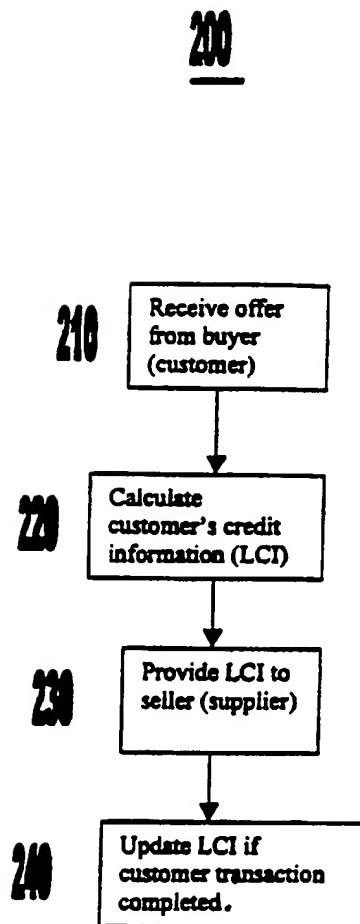 200
210
Receive offer
from buyer
(customer)
220
Calculate
customer's credit
information (LCI)
230
Provide LCI to
seller (supplier)
240
Update LCI if
customer transaction
completed.